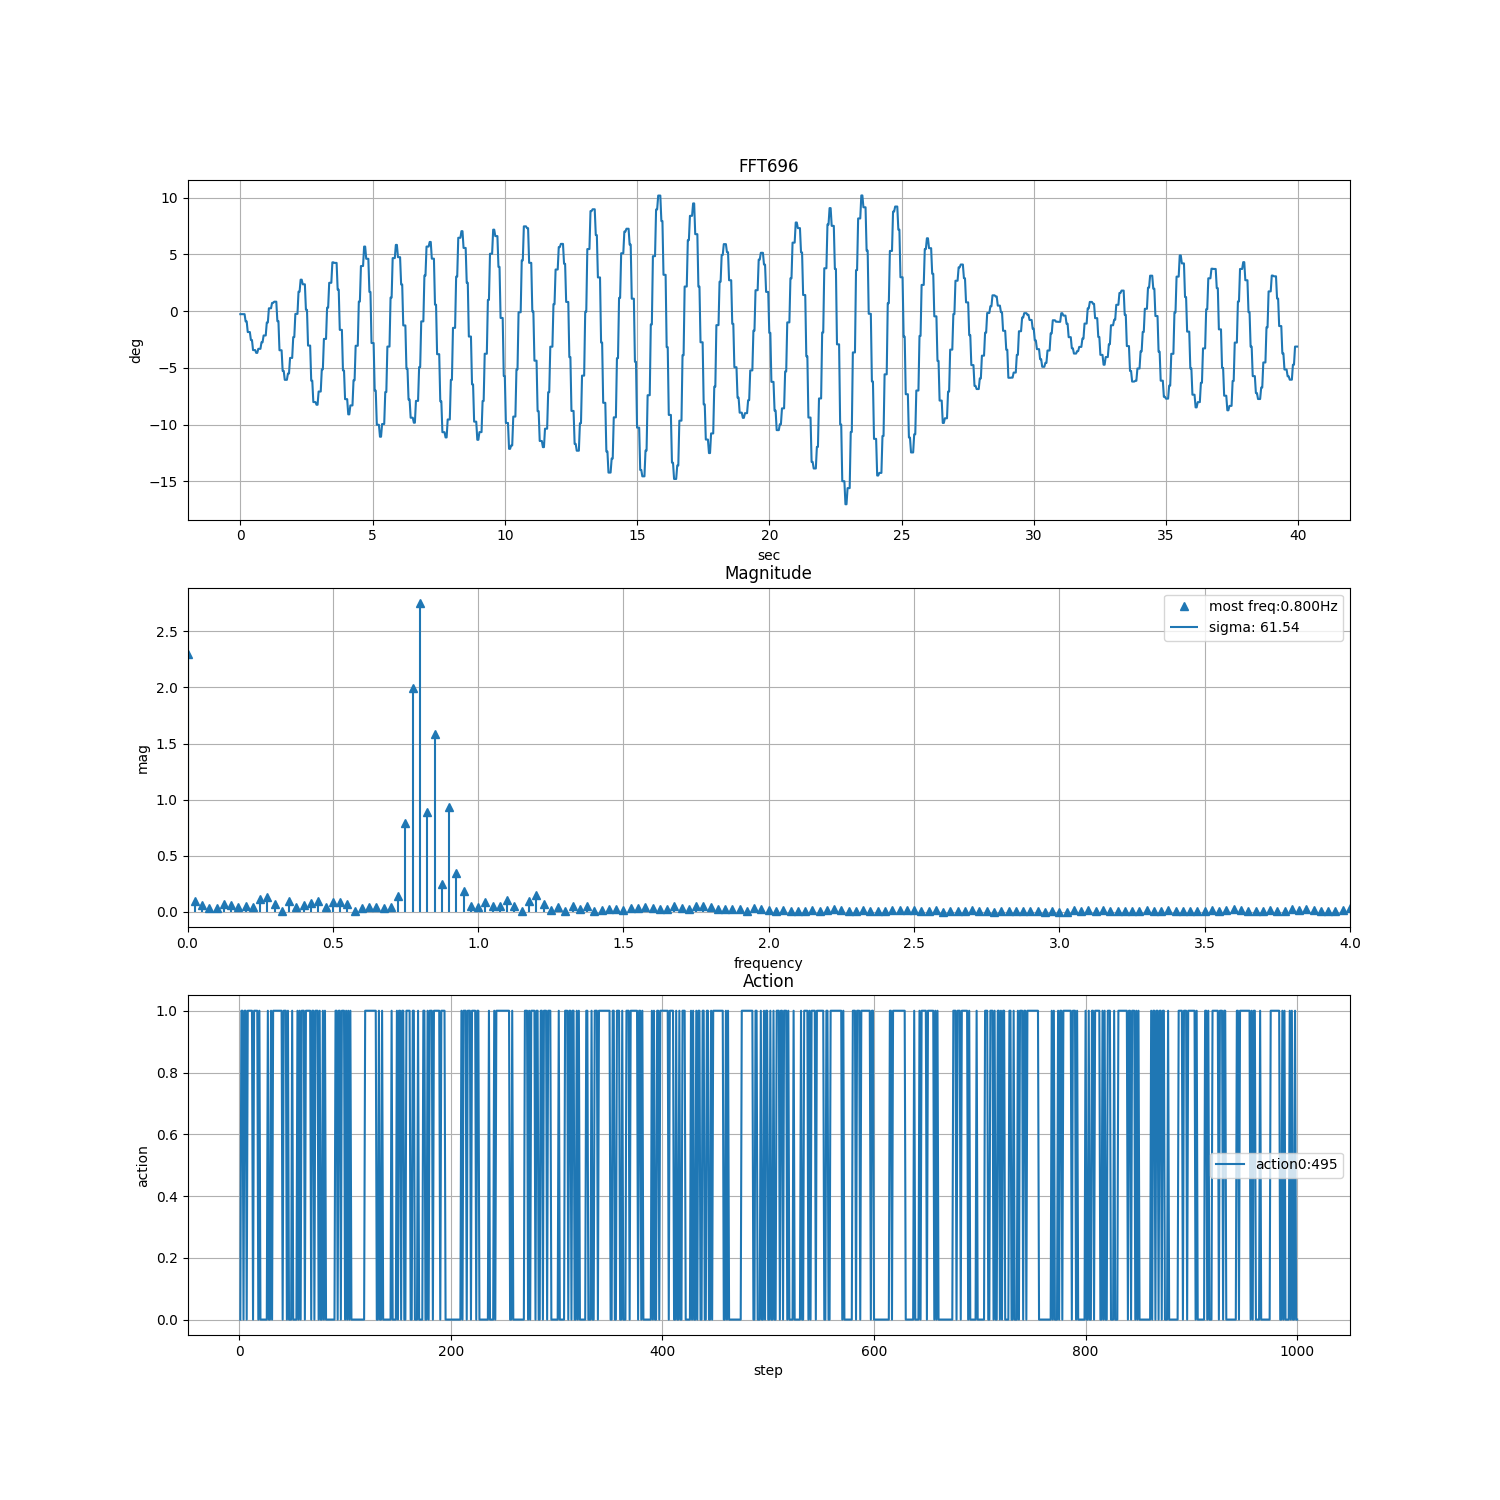 FFT696
10
5
0
−5
−10
−15
deg
0 5 10 15 20 25 30 35 40
sec
Magnitude
most freq:0.800Hz
sigma: 61.54
2.5
2.0
1.5
1.0
0.5
0.0
mag
0.0 0.5 1.0 1.5 2.0 2.5 3.0 3.5 4.0
frequency
Action
1.0
0.8
0.6
0.4
0.2
0.0
action
action0:495
0 200 400 600 800 1000
step